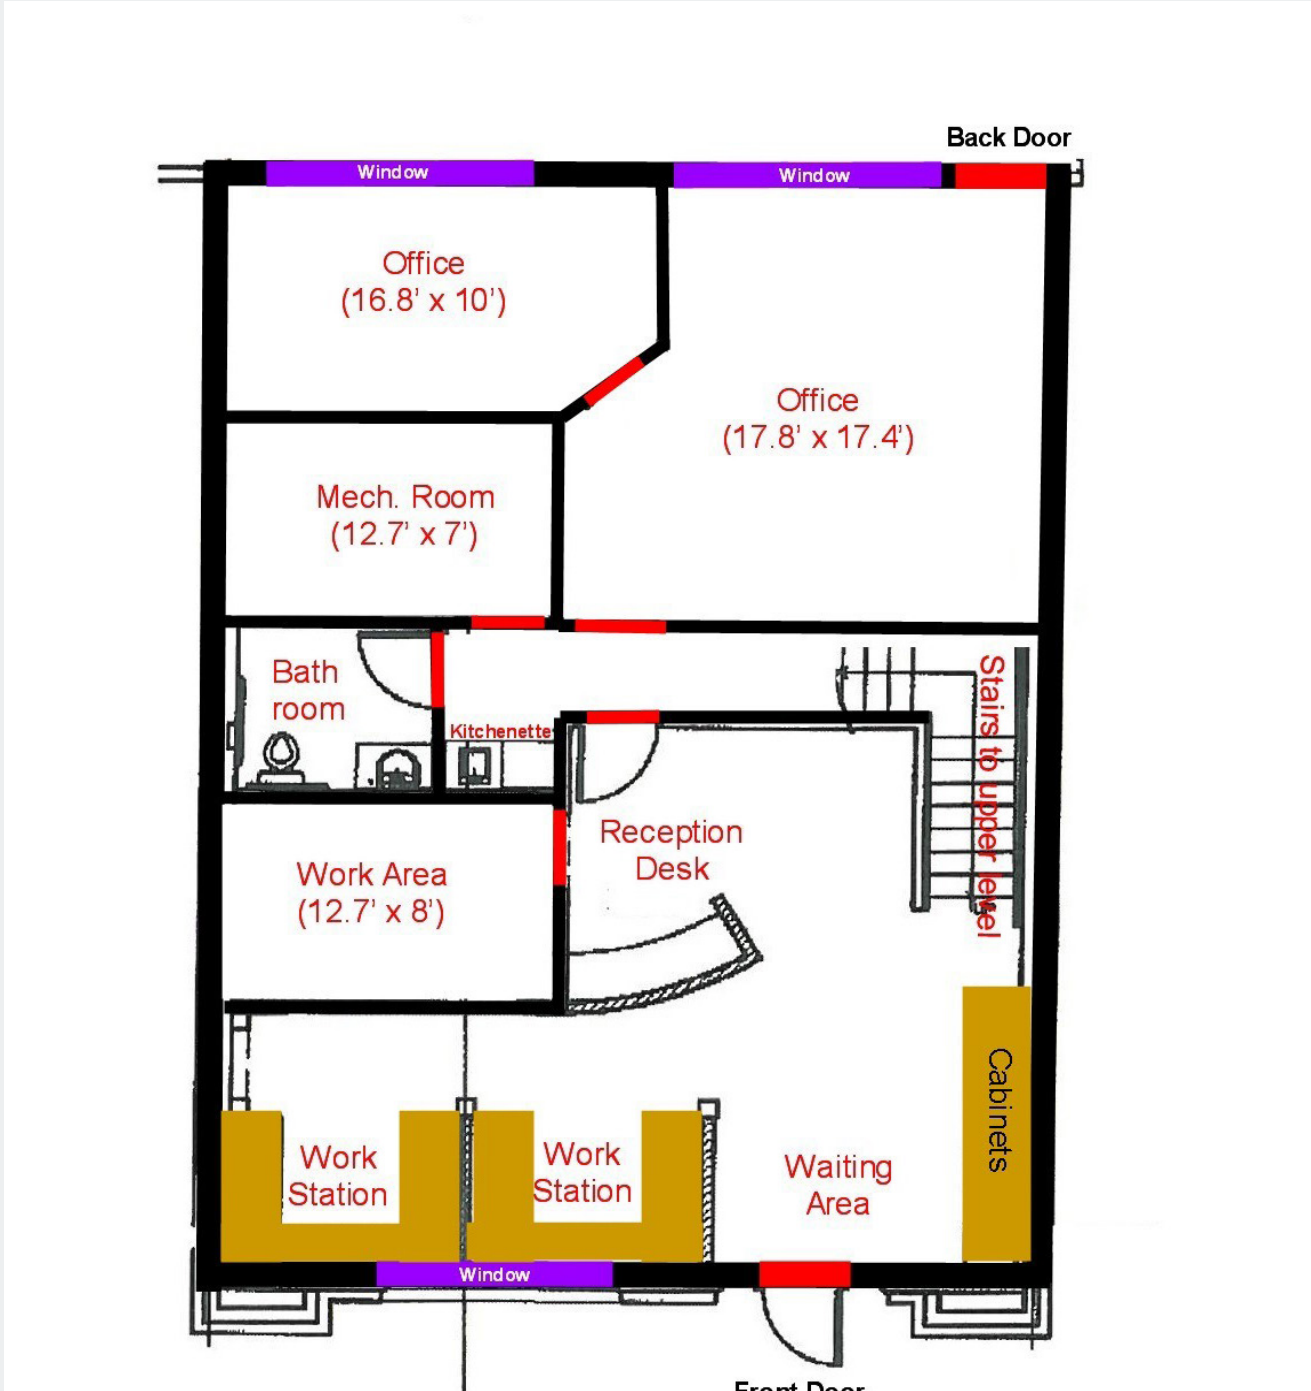 Back Door
Window
Window
Office
(16.8' x 10')
Office
(17.8' x 17.4')
Mech. Room
(12.7' x 7')
Bath
room
Kitchenette
Stairs to upper level
Reception
Desk
Work Area
(12.7' x 8')
Cabinets
Work
Station
Work
Station
Waiting
Area
Window
Front Door